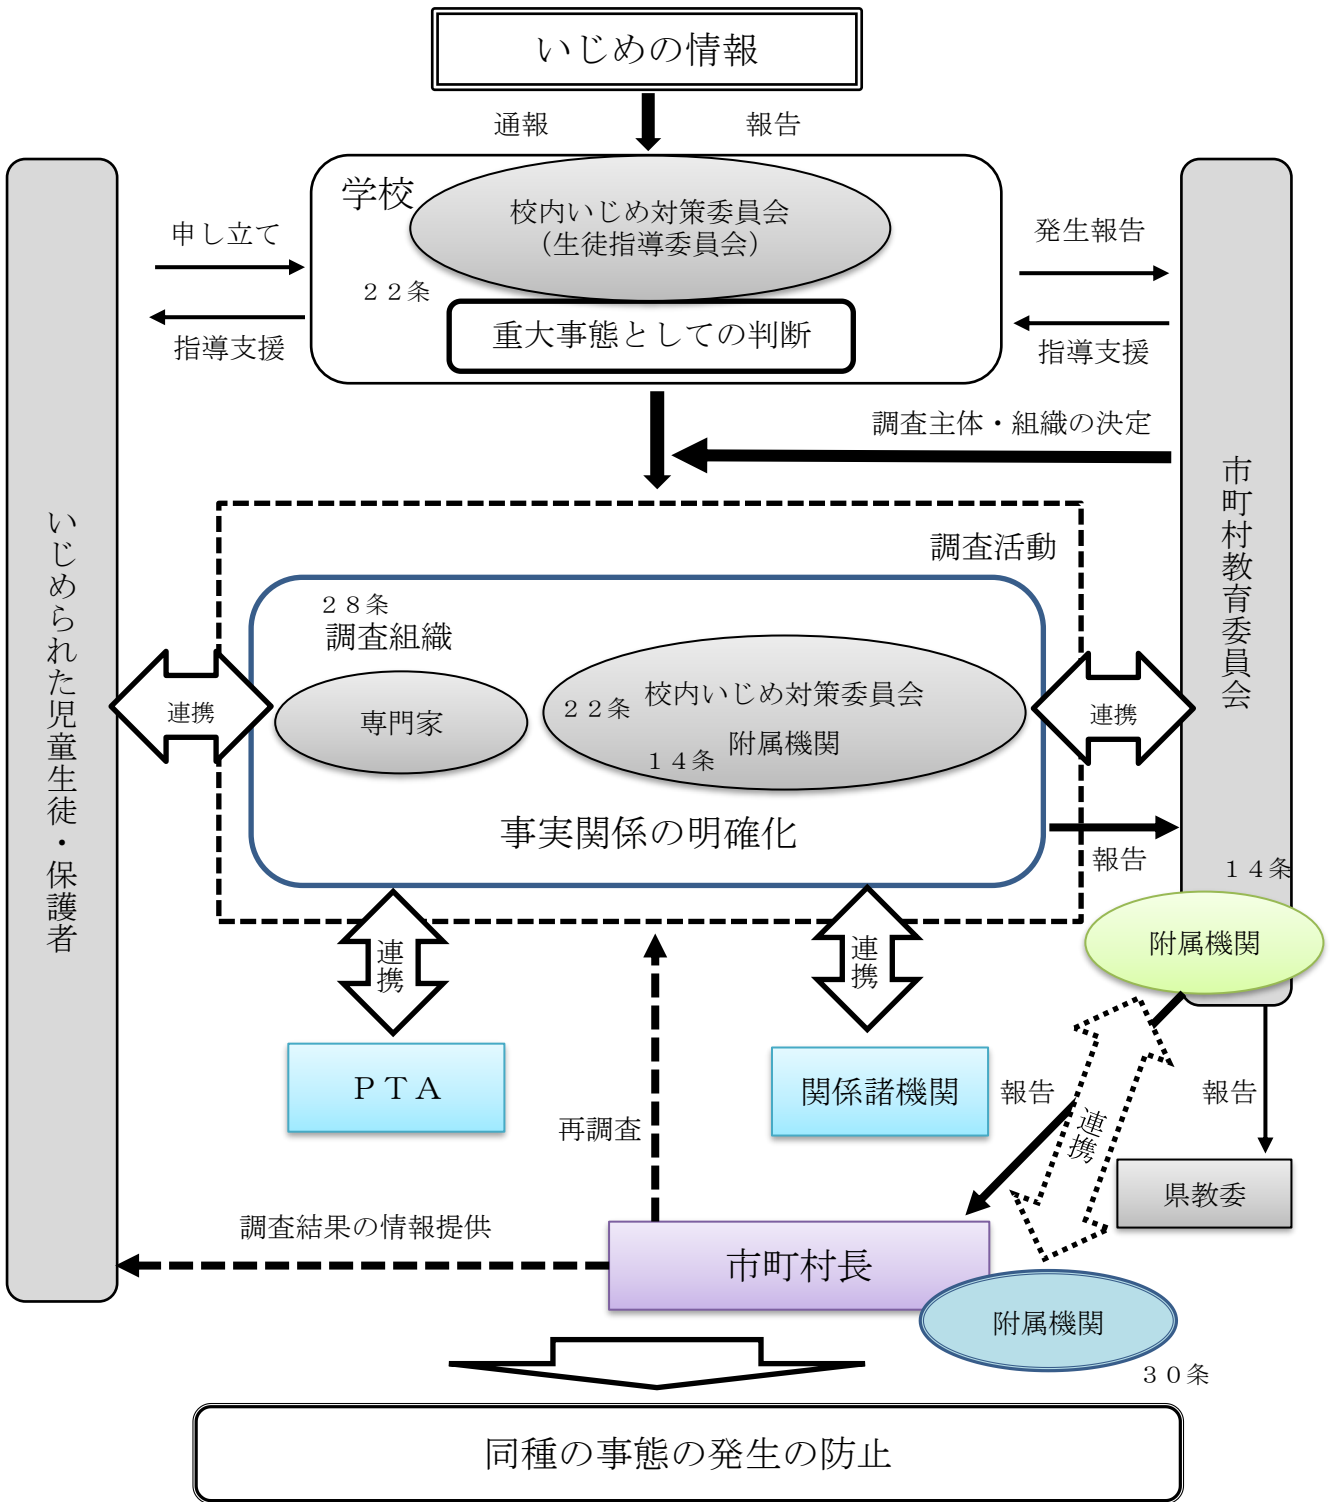 いじめの情報
通報
報告
学校
校内いじめ対策委員会
（生徒指導委員会）
２２条
重大事態としての判断
申し立て
指導支援
発生報告
指導支援
調査主体・組織の決定
いじめられた児童生徒・保護者
市町村教育委員会
調査活動
２８条
調査組織
専門家
２２条
校内いじめ対策委員会
１４条
附属機関
事実関係の明確化
連携
連携
報告
１４条
附属機関
連携
連携
ＰＴＡ
関係諸機関
報告
連携
報告
県教委
再調査
調査結果の情報提供
市町村長
附属機関
３０条
同種の事態の発生の防止